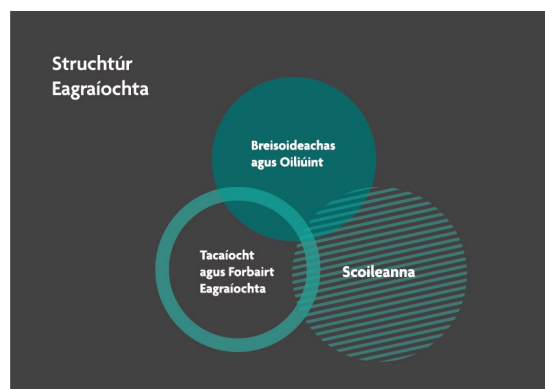 Struchtúr
Eagraíochta
Breisoideachas
agus Oiliúint
Tacaíocht
agus Forbairt
Eagraíochta
Scoileanna